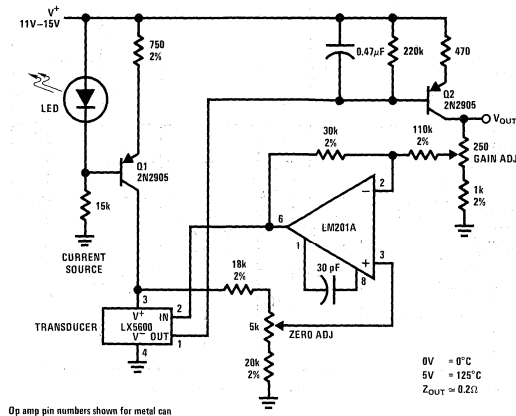 V+
11V–15V
750
2%
0.47µF
220k
470
Q2
2N2905
VOUT
LED
30k
2%
110k
2%
250
GAIN ADJ
Q1
2N2905
1k
2%
15k
2
6
LM201A
CURRENT
SOURCE
1
30 pF
8
3
18k
2%
3
V+ IN
2
TRANSDUCER
LX5600
V– OUT
1
4
5k
ZERO ADJ
20k
2%
0V = 0°C
5V = 125°C
ZOUT ≃ 0.2Ω
Op amp pin numbers shown for metal can